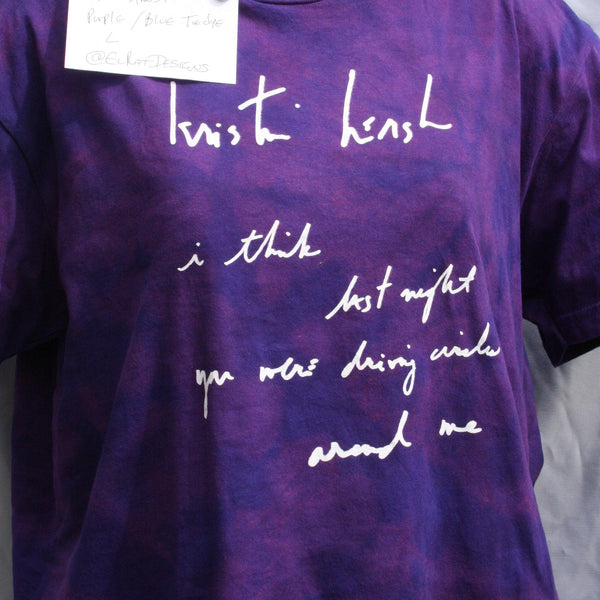 Purple / Blue Tie Dye
L
@ElRatDesigns
kristin hersh
i think
last night
you were driving circles
around me